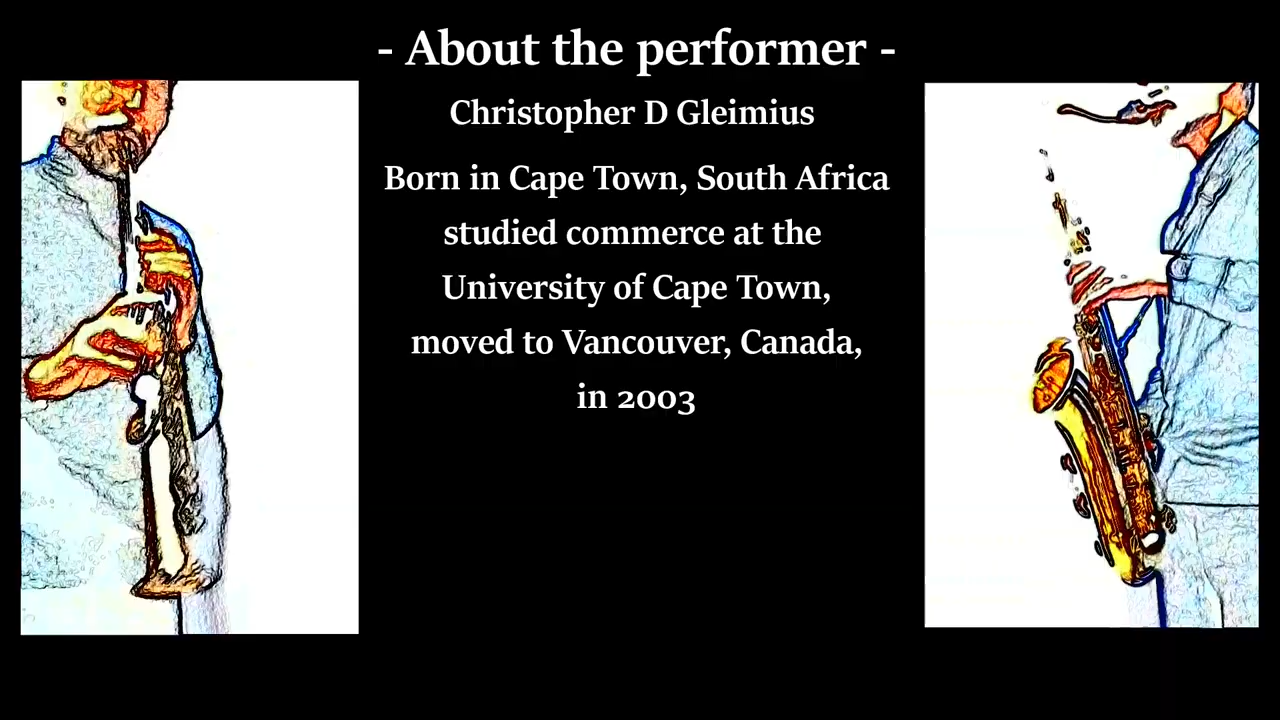 - About the performer -
Christopher D Gleimius
Born in Cape Town, South Africa
studied commerce at the
University of Cape Town,
moved to Vancouver, Canada,
in 2003